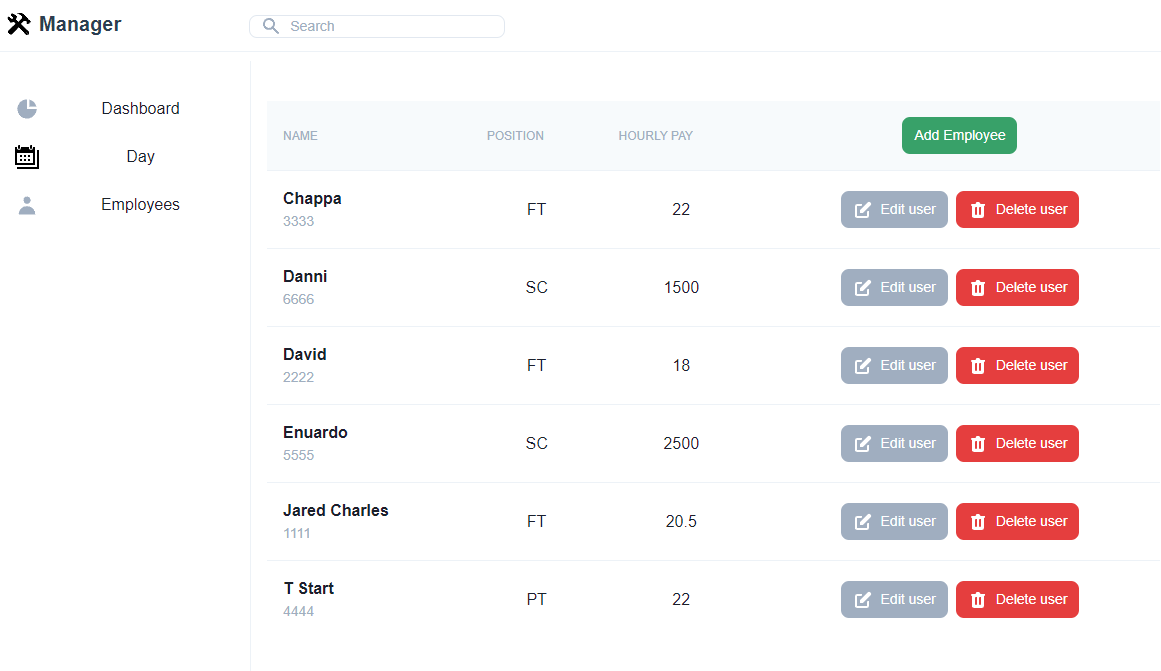 Manager
Search
Dashboard
Day
Employees
NAME POSITION HOURLY PAY Add Employee
Chappa
3333
FT 22 Edit user Delete user
Danni
6666
SC 1500 Edit user Delete user
David
2222
FT 18 Edit user Delete user
Enuardo
5555
SC 2500 Edit user Delete user
Jared Charles
1111
FT 20.5 Edit user Delete user
T Start
4444
PT 22 Edit user Delete user